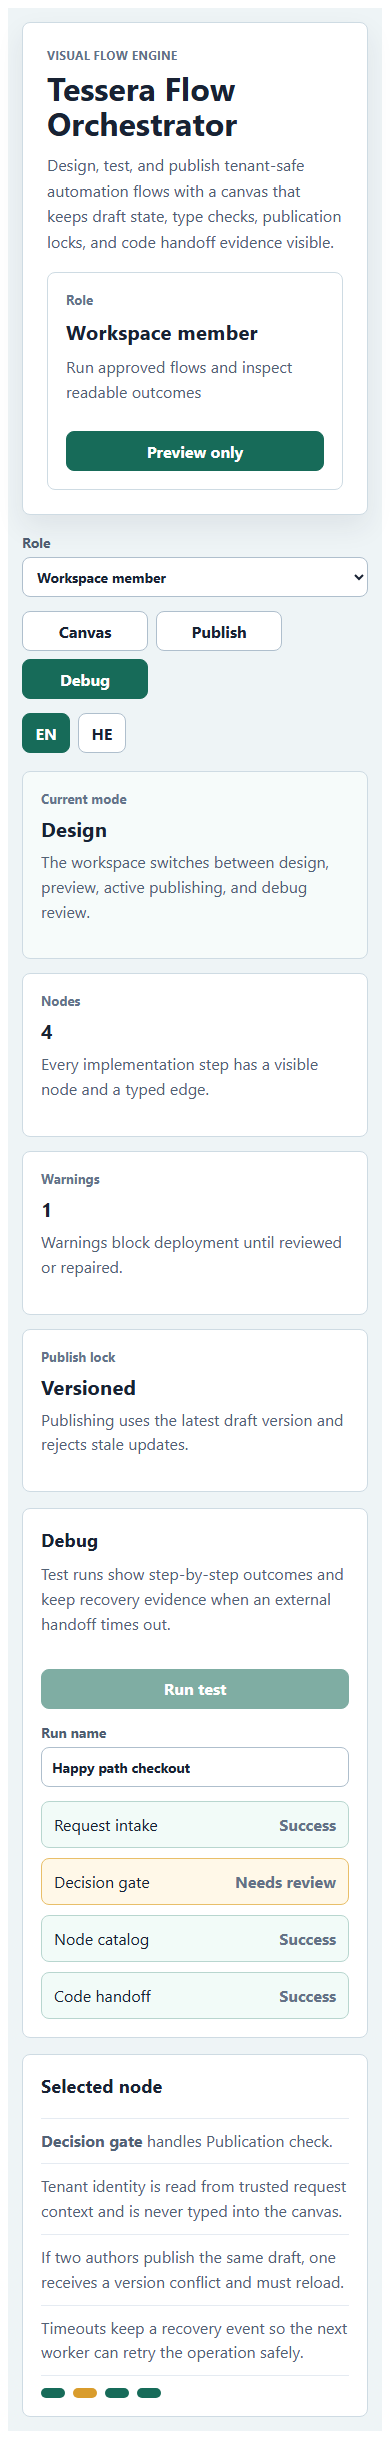 VISUAL FLOW ENGINE
Tessera Flow
Orchestrator
Design, test, and publish tenant-safe
automation flows with a canvas that
keeps draft state, type checks, publication
locks, and code handoff evidence visible.
Role
Workspace member
Run approved flows and inspect
readable outcomes
Preview only
Role
Workspace member
Canvas
Publish
Debug
EN
HE
Current mode
Design
The workspace switches between design,
preview, active publishing, and debug
review.
Nodes
4
Every implementation step has a visible
node and a typed edge.
Warnings
1
Warnings block deployment until reviewed
or repaired.
Publish lock
Versioned
Publishing uses the latest draft version and
rejects stale updates.
Debug
Test runs show step-by-step outcomes and
keep recovery evidence when an external
handoff times out.
Run test
Run name
Happy path checkout
Request intake Success
Decision gate Needs review
Node catalog Success
Code handoff Success
Selected node
Decision gate handles Publication check.
Tenant identity is read from trusted request
context and is never typed into the canvas.
If two authors publish the same draft, one
receives a version conflict and must reload.
Timeouts keep a recovery event so the next
worker can retry the operation safely.